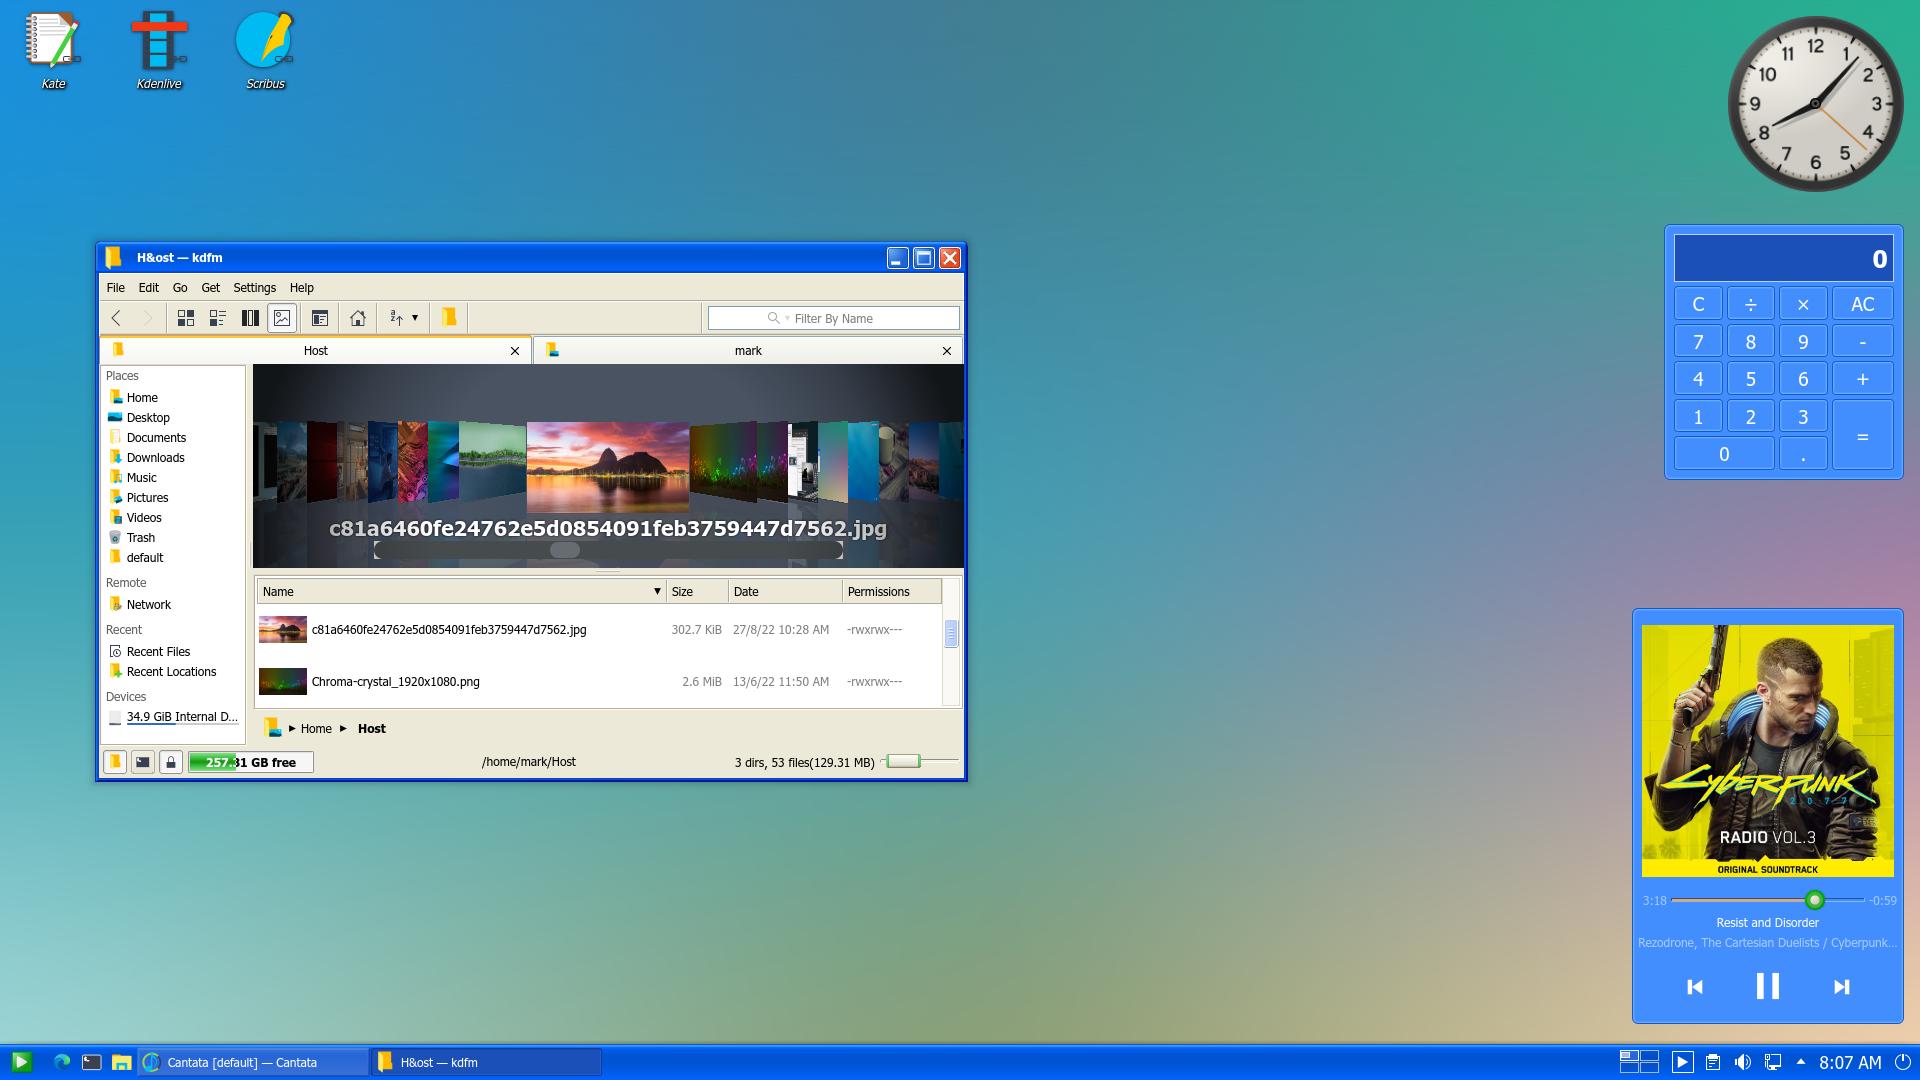 Kate
Kdenlive
Scribus
11 12 1
10 2
9 3
8 4
7 6 5
H&ost — kdfm
File Edit Go Get Settings Help
Filter By Name
Host
mark
Places
Home
Desktop
Documents
Downloads
Music
Pictures
Videos
Trash
default
Remote
Network
Recent
Recent Files
Recent Locations
Devices
34.9 GiB Internal D...
c81a6460fe24762e5d0854091feb3759447d7562.jpg
Name Size Date Permissions
c81a6460fe24762e5d0854091feb3759447d7562.jpg 302.7 KiB 27/8/22 10:28 AM -rwxrwx---
Chroma-crystal_1920x1080.png 2.6 MiB 13/6/22 11:50 AM -rwxrwx---
Home Host
257.31 GB free
/home/mark/Host
3 dirs, 53 files(129.31 MB)
0
C ÷ × AC
7 8 9 -
4 5 6 +
1 2 3 =
0 .
Cyberpunk
2077
RADIO VOL.3
ORIGINAL SOUNDTRACK
3:18 -0:59
Resist and Disorder
Rezodrone, The Cartesian Duelists / Cyberpunk...
Cantata [default] — Cantata
H&ost — kdfm
8:07 AM